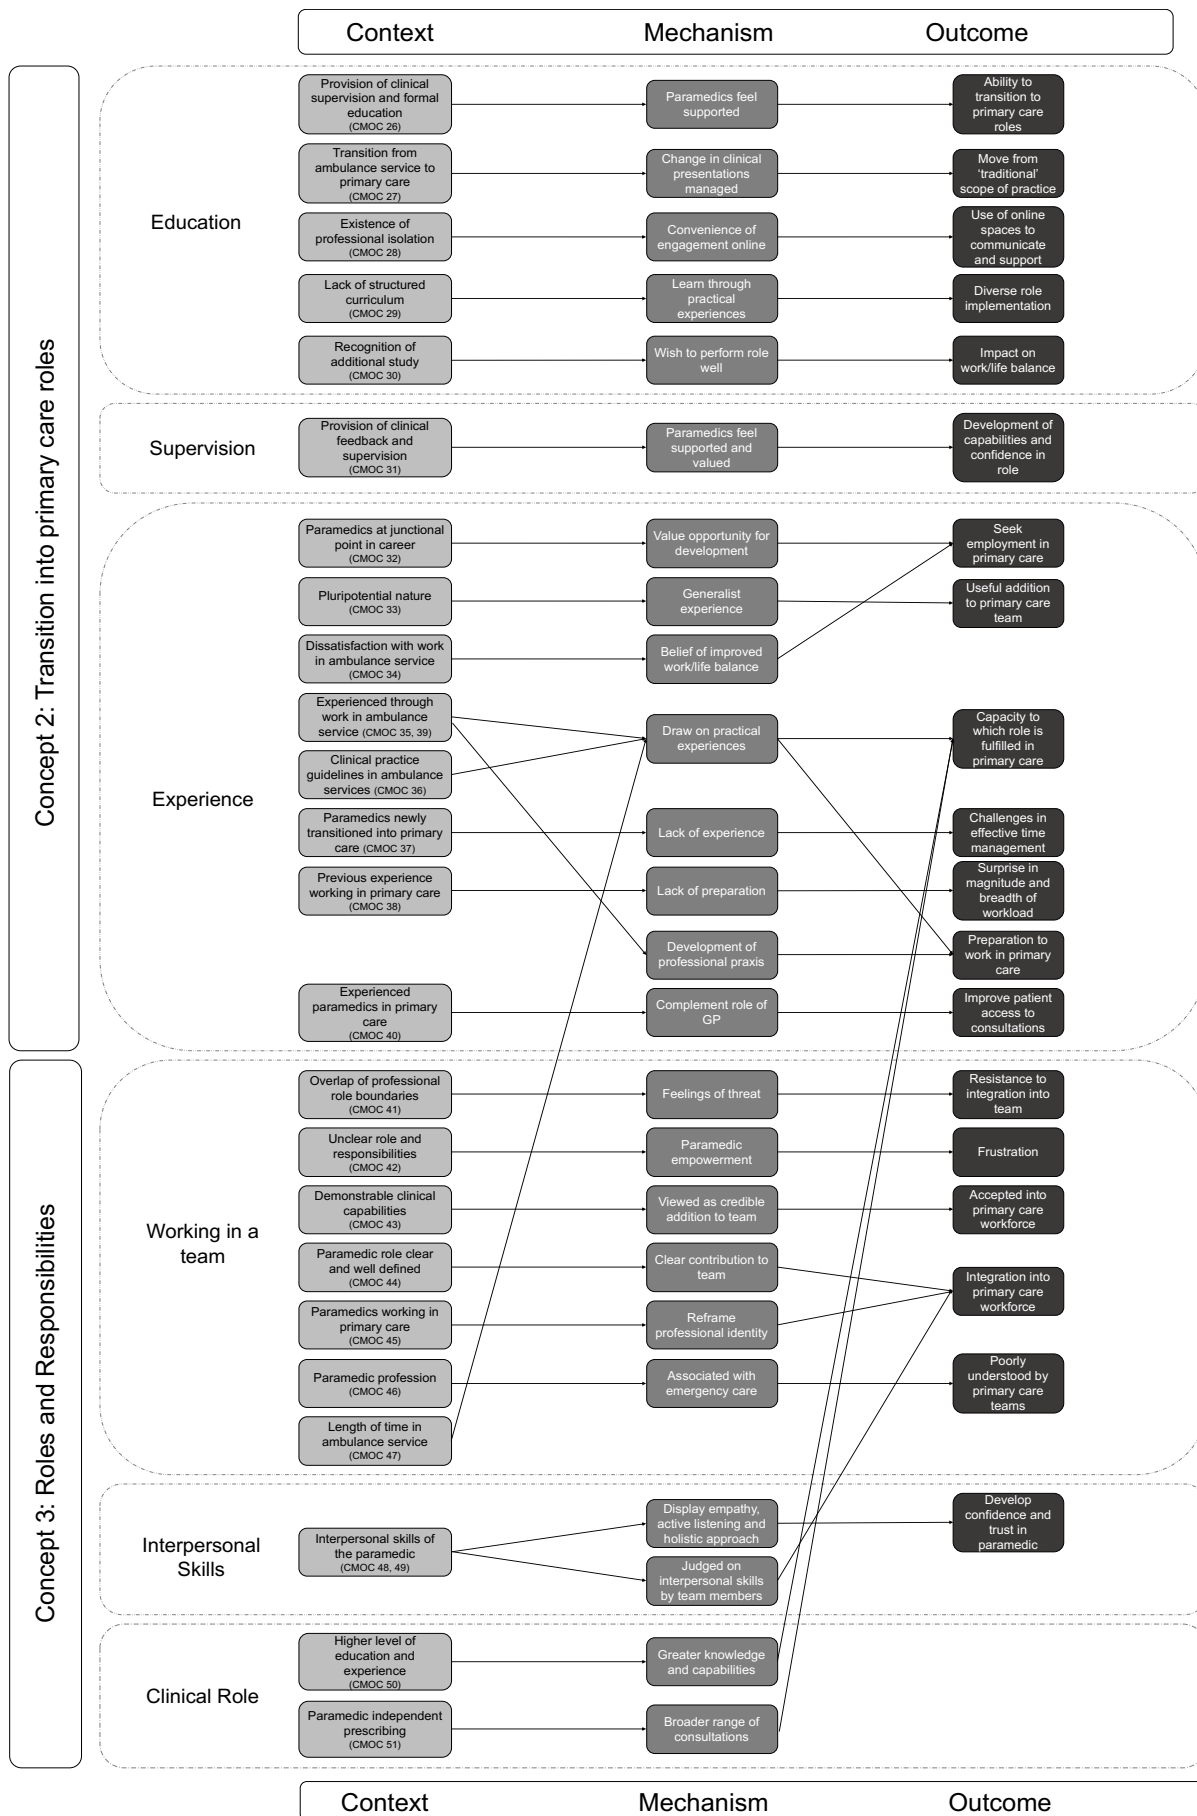 Context
Mechanism
Outcome
Concept 2: Transition into primary care roles
Education
Provision of clinical
supervision and formal
education
(CMOC 26)
Paramedics feel
supported
Ability to
transition to
primary care
roles
Transition from
ambulance service to
primary care
(CMOC 27)
Change in clinical
presentations
managed
Move from
‘traditional’
scope of practice
Existence of
professional isolation
(CMOC 28)
Convenience of
engagement online
Use of online
spaces to
communicate
and support
Lack of structured
curriculum
(CMOC 29)
Learn through
practical
experiences
Diverse role
implementation
Recognition of
additional study
(CMOC 30)
Wish to perform role
well
Impact on
work/life balance
Supervision
Provision of clinical
feedback and
supervision
(CMOC 31)
Paramedics feel
supported and
valued
Development of
capabilities and
confidence in
role
Experience
Paramedics at junctional
point in career
(CMOC 32)
Value opportunity for
development
Seek
employment in
primary care
Pluripotential nature
(CMOC 33)
Generalist
experience
Useful addition
to primary care
team
Dissatisfaction with work
in ambulance service
(CMOC 34)
Belief of improved
work/life balance
Experienced through
work in ambulance
service (CMOC 35, 39)
Draw on practical
experiences
Capacity to
which role is
fulfilled in
primary care
Clinical practice
guidelines in ambulance
services (CMOC 36)
Paramedics newly
transitioned into primary
care (CMOC 37)
Lack of experience
Challenges in
effective time
management
Previous experience
working in primary care
(CMOC 38)
Lack of preparation
Surprise in
magnitude and
breadth of
workload
Development of
professional praxis
Preparation to
work in primary
care
Experienced
paramedics in primary
care
(CMOC 40)
Complement role of
GP
Improve patient
access to
consultations
Concept 3: Roles and Responsibilities
Working in a
team
Overlap of professional
role boundaries
(CMOC 41)
Feelings of threat
Resistance to
integration into
team
Unclear role and
responsibilities
(CMOC 42)
Paramedic
empowerment
Frustration
Demonstrable clinical
capabilities
(CMOC 43)
Viewed as credible
addition to team
Accepted into
primary care
workforce
Paramedic role clear
and well defined
(CMOC 44)
Clear contribution to
team
Integration into
primary care
workforce
Paramedics working in
primary care
(CMOC 45)
Reframe
professional identity
Paramedic profession
(CMOC 46)
Associated with
emergency care
Poorly
understood by
primary care
teams
Length of time in
ambulance service
(CMOC 47)
Interpersonal
Skills
Interpersonal skills of
the paramedic
(CMOC 48, 49)
Display empathy,
active listening and
holistic approach
Develop
confidence and
trust in
paramedic
Judged on
interpersonal skills
by team members
Clinical Role
Higher level of
education and
experience
(CMOC 50)
Greater knowledge
and capabilities
Paramedic independent
prescribing
(CMOC 51)
Broader range of
consultations
Context
Mechanism
Outcome